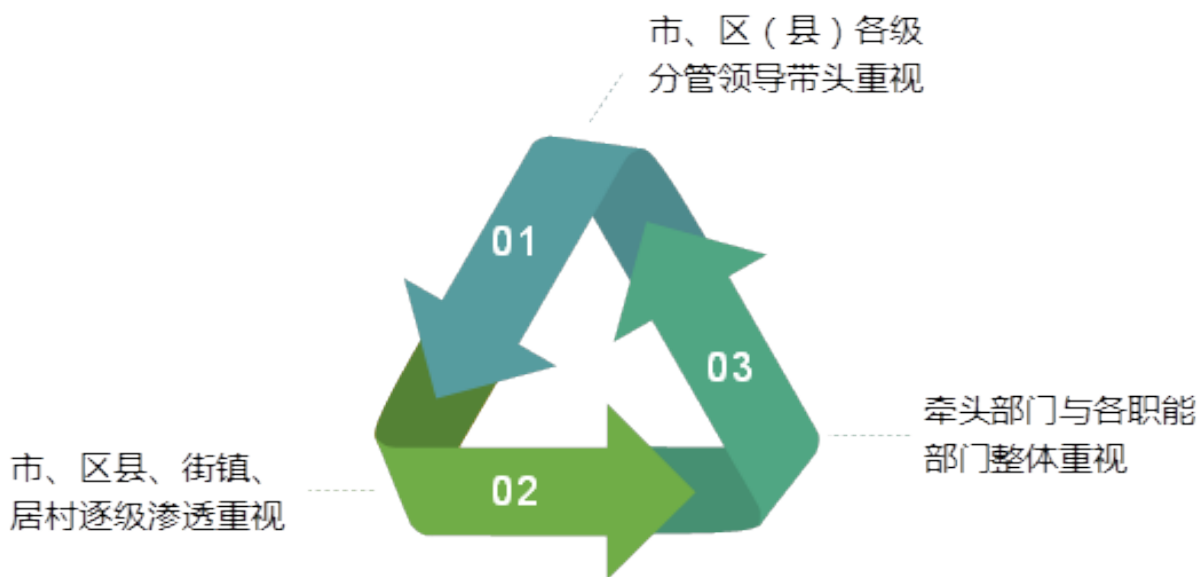 市、区（县）各级
分管领导带头重视
01
03
牵头部门与各职能
部门整体重视
市、区县、街镇、
居村逐级渗透重视
02